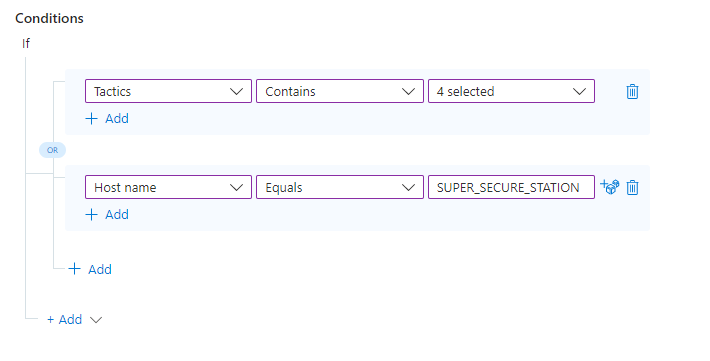 Conditions
If
Tactics Contains 4 selected
+ Add
OR
Host name Equals SUPER_SECURE_STATION
+ Add
+ Add
+ Add